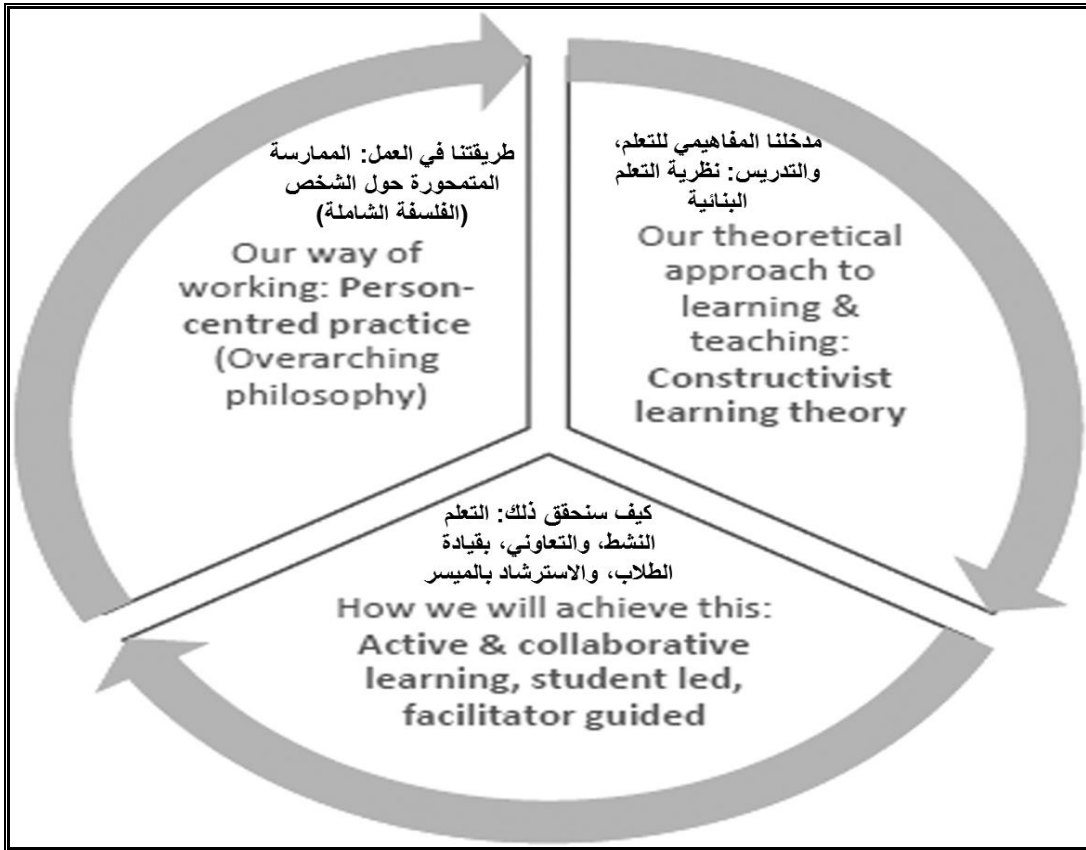 طريقتنا في العمل: الممارسة
المتمحورة حول الشخص
(الفلسفة الشاملة)
Our way of
working: Person-
centred practice
(Overarching
philosophy)
مدخلنا المفاهيمي للتعلم،
والتدريس: نظرية التعلم
البنائية
Our theoretical
approach to
learning &
teaching:
Constructivist
learning theory
كيف سنحقق ذلك: التعلم
النشط، والتعاوني، بقيادة
الطلاب، والاسترشاد بالميسر
How we will achieve this:
Active & collaborative
learning, student led,
facilitator guided